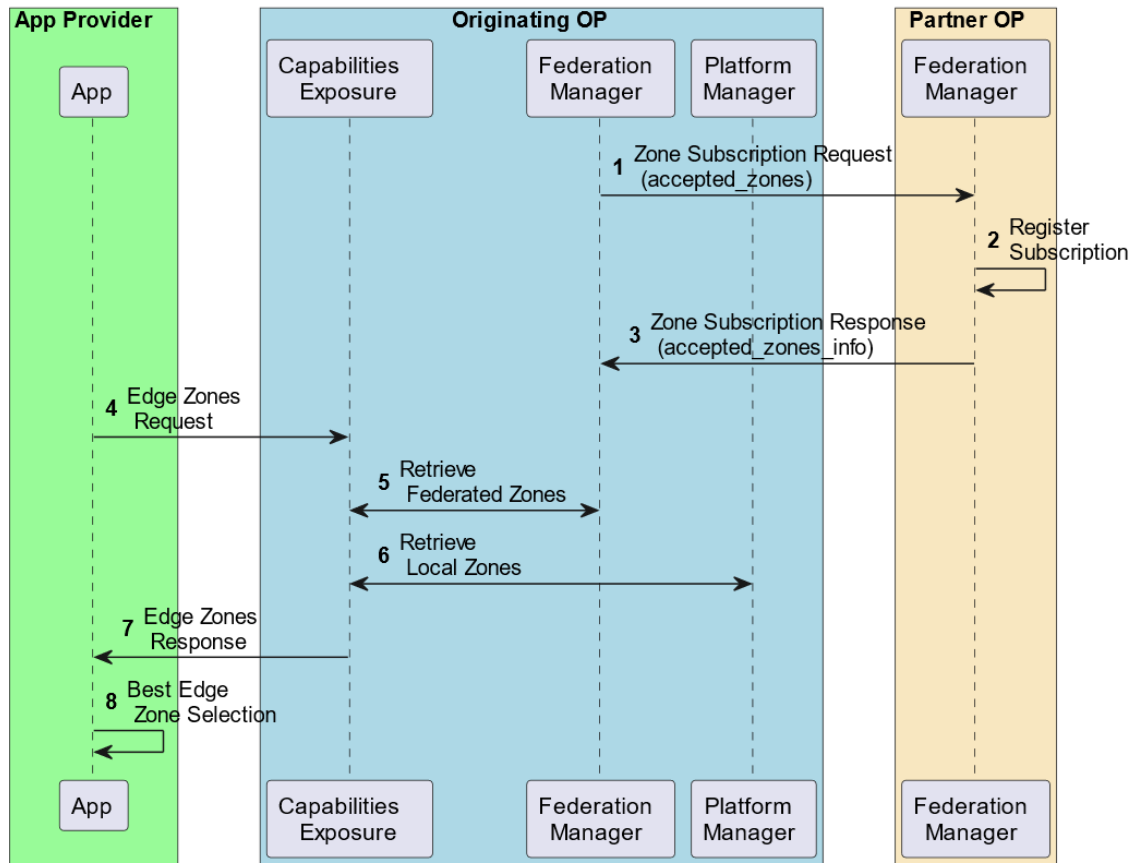 App Provider
Originating OP
Partner OP
App
Capabilities
Exposure
Federation
Manager
Platform
Manager
Federation
Manager
1 Zone Subscription Request
(accepted_zones)
2 Register
Subscription
3 Zone Subscription Response
(accepted_zones_info)
4 Edge Zones
Request
5 Retrieve
Federated Zones
6 Retrieve
Local Zones
7 Edge Zones
Response
8 Best Edge
Zone Selection
App
Capabilities
Exposure
Federation
Manager
Platform
Manager
Federation
Manager